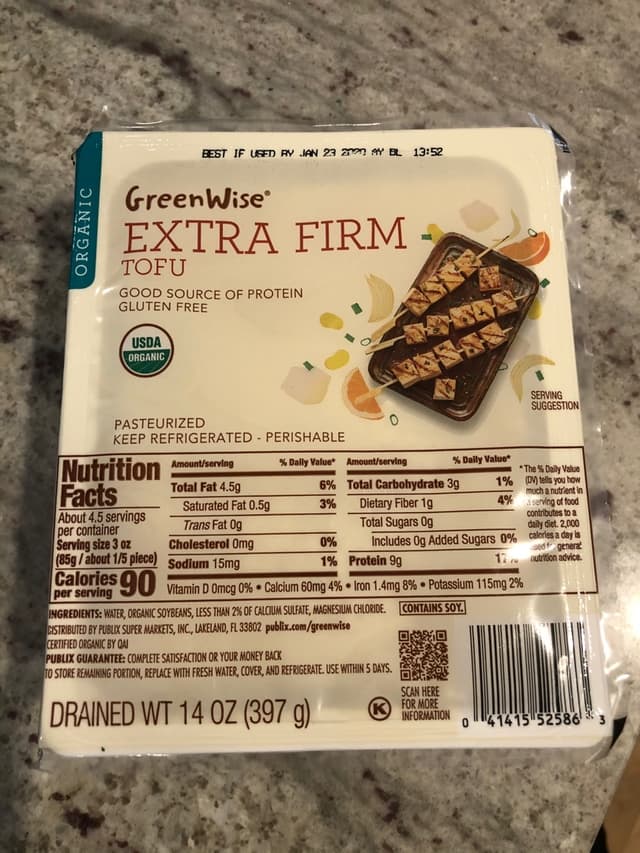 BEST IF USED BY JAN 23 AY BL 13:52
ORGANIC
GreenWise®
EXTRA FIRM
TOFU
GOOD SOURCE OF PROTEIN
GLUTEN FREE
USDA
ORGANIC
SERVING
SUGGESTION
PASTEURIZED
KEEP REFRIGERATED - PERISHABLE
Nutrition
Facts
About 4.5 servings
per container
Serving size 3 oz
(85g / about 1/5 piece)
Calories
per serving 90
Amount/serving % Daily Value*
Total Fat 4.5g 6%
Saturated Fat 0.5g 3%
Trans Fat 0g
Cholesterol 0mg 0%
Sodium 15mg 1%
Amount/serving % Daily Value*
Total Carbohydrate 3g 1%
Dietary Fiber 1g 4%
Total Sugars 0g
Includes 0g Added Sugars 0%
Protein 9g 17%
Vitamin D 0mcg 0% • Calcium 60mg 4% • Iron 1.4mg 8% • Potassium 115mg 2%
*The % Daily Value
(DV) tells you how
much a nutrient in
a serving of food
contributes to a
daily diet. 2,000
calories a day is
used for general
nutrition advice.
INGREDIENTS: WATER, ORGANIC SOYBEANS, LESS THAN 2% OF CALCIUM SULFATE, MAGNESIUM CHLORIDE. CONTAINS SOY.
DISTRIBUTED BY PUBLIX SUPER MARKETS, INC., LAKELAND, FL 33802 publix.com/greenwise
CERTIFIED ORGANIC BY QAI
PUBLIX GUARANTEE: COMPLETE SATISFACTION OR YOUR MONEY BACK
TO STORE REMAINING PORTION, REPLACE WITH FRESH WATER, COVER, AND REFRIGERATE. USE WITHIN 5 DAYS.
DRAINED WT 14 OZ (397 g)
K
SCAN HERE
FOR MORE
INFORMATION
0 41415 52586 3